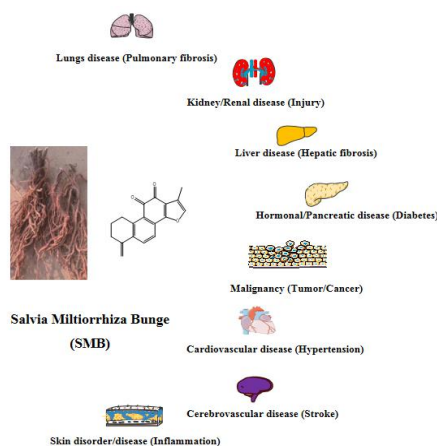 Lungs disease (Pulmonary fibrosis)
Kidney/Renal disease (Injury)
Liver disease (Hepatic fibrosis)
Hormonal/Pancreatic disease (Diabetes)
Malignancy (Tumor/Cancer)
Salvia Miltiorrhiza Bunge
(SMB)
Cardiovascular disease (Hypertension)
Cerebrovascular disease (Stroke)
Skin disorder/disease (Inflammation)
O
O
O